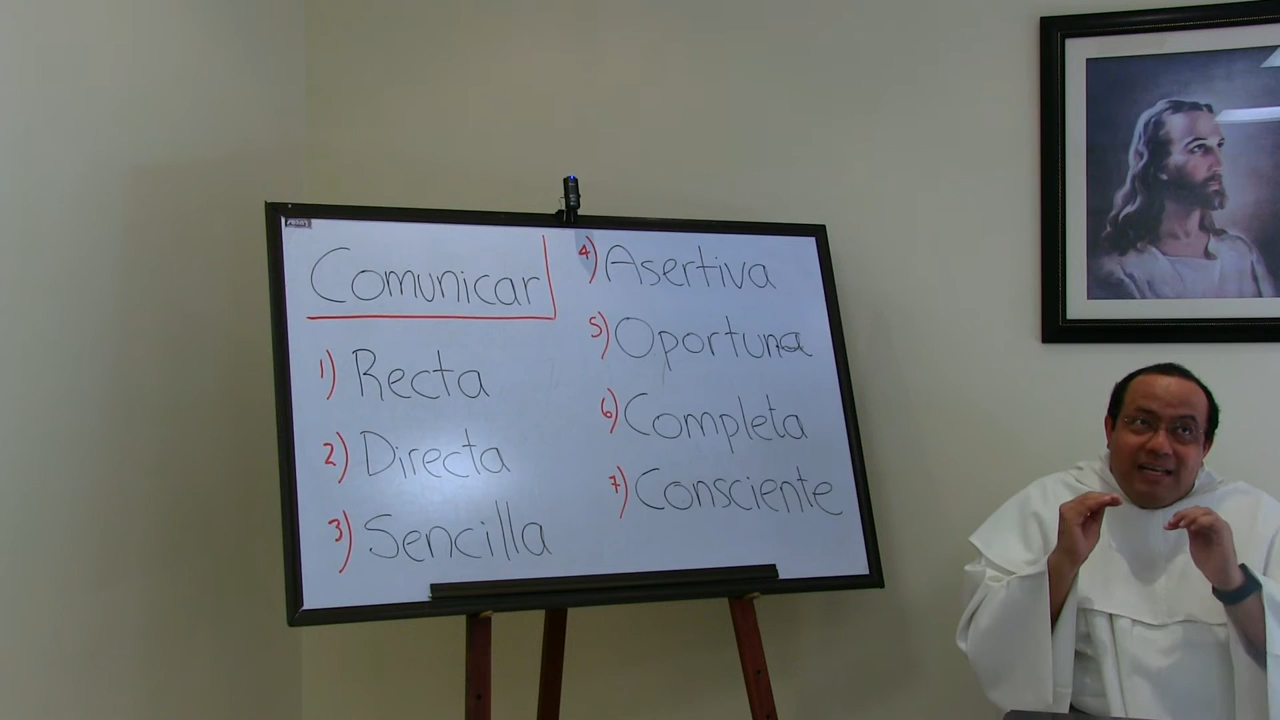 Comunicar
1) Recta
2) Directa
3) Sencilla
4) Asertiva
5) Oportuna
6) Completa
7) Consciente